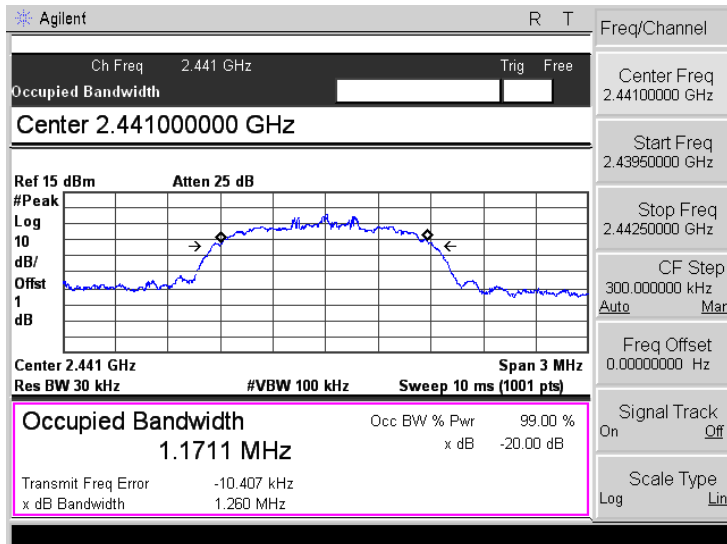 Agilent R T
Ch Freq 2.441 GHz Trig Free
Occupied Bandwidth
Center 2.441000000 GHz
Ref 15 dBm Atten 25 dB
#Peak
Log
10
dB/
Offst
1
dB
Center 2.441 GHz Span 3 MHz
Res BW 30 kHz #VBW 100 kHz Sweep 10 ms (1001 pts)
Occupied Bandwidth Occ BW % Pwr 99.00 %
1.1711 MHz x dB -20.00 dB
Transmit Freq Error -10.407 kHz
x dB Bandwidth 1.260 MHz
Freq/Channel
Center Freq
2.44100000 GHz
Start Freq
2.43950000 GHz
Stop Freq
2.44250000 GHz
CF Step
300.000000 kHz
Auto Man
Freq Offset
0.00000000 Hz
Signal Track
On Off
Scale Type
Log Lin